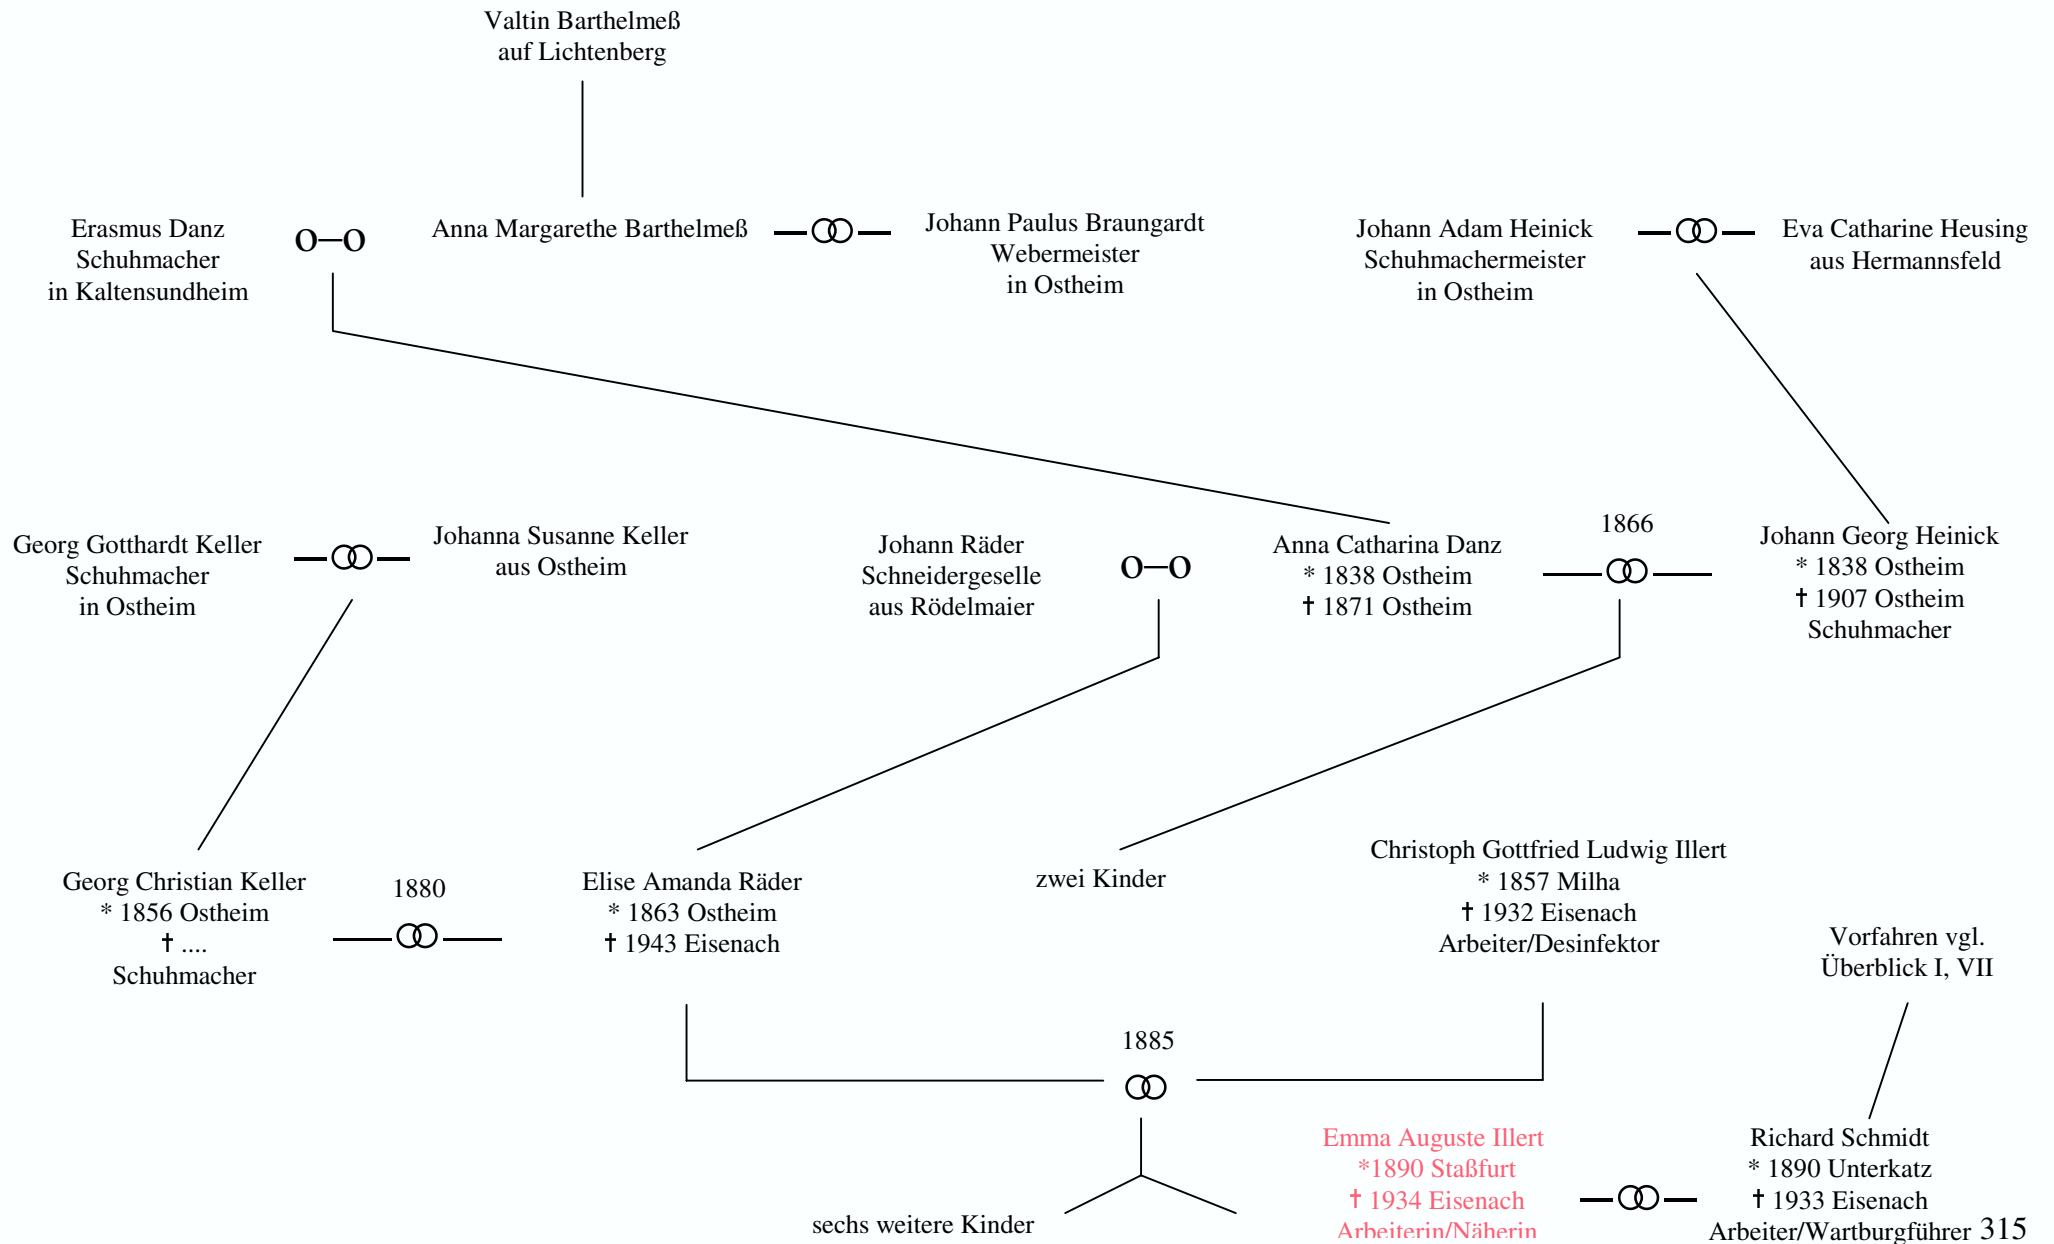 Valtin Barthelmeß
auf Lichtenberg
Erasmus Danz
Schuhmacher
in Kaltensundheim
o–o
Anna Margarethe Barthelmeß
Johann Paulus Braungardt
Webermeister
in Ostheim
Johann Adam Heinick
Schuhmachermeister
in Ostheim
Eva Catharine Heusing
aus Hermannsfeld
Georg Gotthardt Keller
Schuhmacher
in Ostheim
Johanna Susanne Keller
aus Ostheim
Johann Räder
Schneidergeselle
aus Rödelmaier
o–o
Anna Catharina Danz
* 1838 Ostheim
† 1871 Ostheim
1866
Johann Georg Heinick
* 1838 Ostheim
† 1907 Ostheim
Schuhmacher
Georg Christian Keller
* 1856 Ostheim
† ....
Schuhmacher
1880
Elise Amanda Räder
* 1863 Ostheim
† 1943 Eisenach
zwei Kinder
Christoph Gottfried Ludwig Illert
* 1857 Milha
† 1932 Eisenach
Arbeiter/Desinfektor
Vorfahren vgl.
Überblick I, VII
1885
sechs weitere Kinder
Emma Auguste Illert
*1890 Staßfurt
† 1934 Eisenach
Arbeiterin/Näherin
Richard Schmidt
* 1890 Unterkatz
† 1933 Eisenach
Arbeiter/Wartburgführer
315